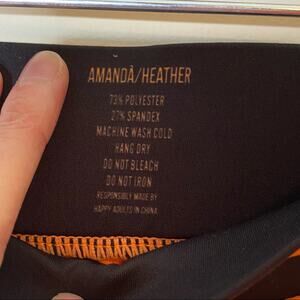 AMANDA/HEATHER
73% POLYESTER
27% SPANDEX
MACHINE WASH COLD
HANG DRY
DO NOT BLEACH
DO NOT IRON
RESPONSIBLY MADE BY
HAPPY ADULTS IN CHINA